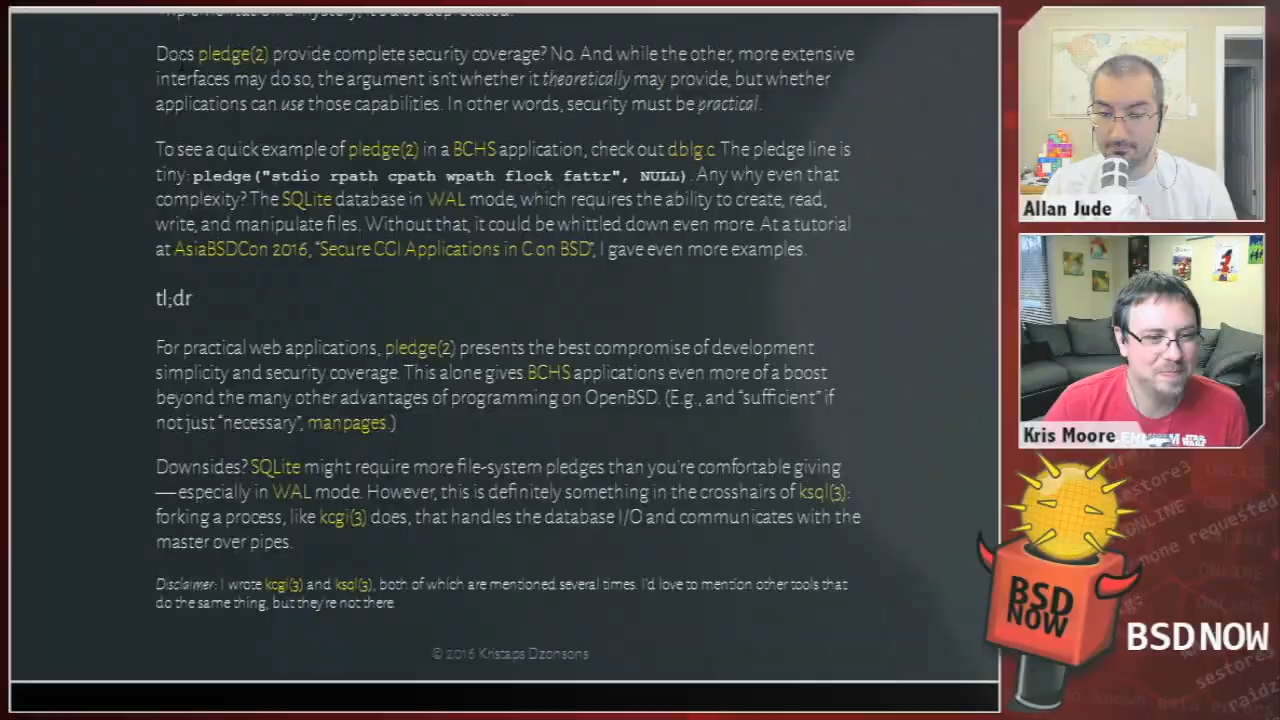 Does pledge(2) provide complete security coverage? No. And while the other, more extensive
interfaces may do so, the argument isn't whether it theoretically may provide, but whether
applications can use those capabilities. In other words, security must be practical.
To see a quick example of pledge(2) in a BCHS application, check out dblg.c. The pledge line is
tiny: pledge("stdio rpath cpath wpath flock fattr", NULL). Any why even that
complexity? The SQLite database in WAL mode, which requires the ability to create, read,
write, and manipulate files. Without that, it could be whittled down even more. At a tutorial
at AsiaBSDCon 2016, "Secure CGI Applications in C on BSD", I gave even more examples.
tl;dr
For practical web applications, pledge(2) presents the best compromise of development
simplicity and security coverage. This alone gives BCHS applications even more of a boost
beyond the many other advantages of programming on OpenBSD. (E.g., and "sufficient" if
not just "necessary", manpages.)
Downsides? SQLite might require more file-system pledges than you're comfortable giving
—especially in WAL mode. However, this is definitely something in the crosshairs of ksql(3):
forking a process, like kcgi(3) does, that handles the database I/O and communicates with the
master over pipes.
Disclaimer: I wrote kcgi(3) and ksql(3), both of which are mentioned several times. I'd love to mention other tools that
do the same thing, but they're not there.
© 2016 Kristaps Dzonsons
Allan Jude
Kris Moore
STAR
WARS
BSD
NOW
BSD NOW
estore3
ONLINE
ONLINE
none requested
ONLINE
ONLINE
sestore3
raidz